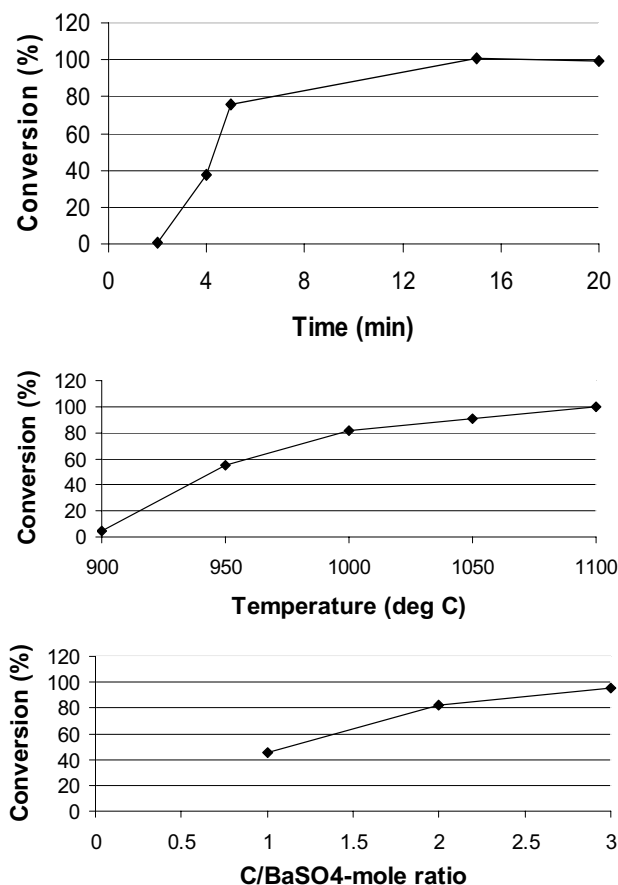 120
100
80
60
40
20
0
Conversion (%)
0 4 8 12 16 20
Time (min)
120
100
80
60
40
20
0
Conversion (%)
900 950 1000 1050 1100
Temperature (deg C)
120
100
80
60
40
20
0
Conversion (%)
0 0.5 1 1.5 2 2.5 3
C/BaSO4-mole ratio